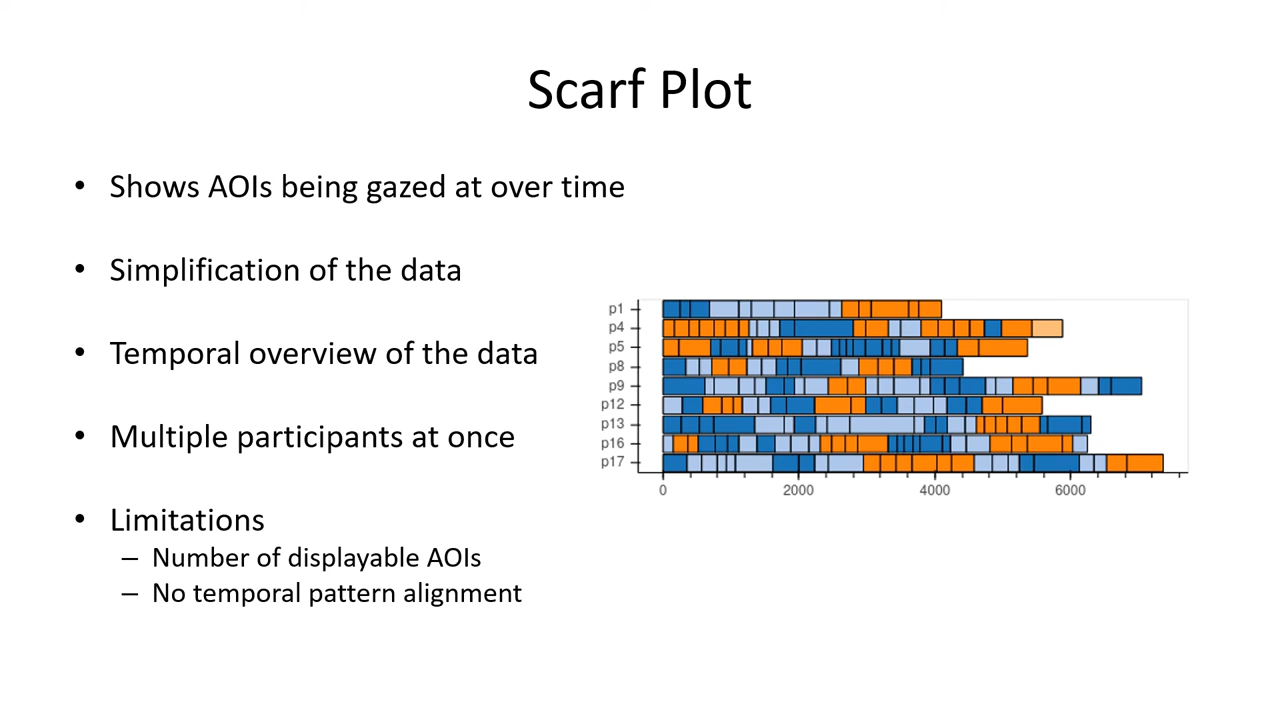 Scarf Plot
• Shows AOIs being gazed at over time
• Simplification of the data
• Temporal overview of the data
• Multiple participants at once
• Limitations
– Number of displayable AOIs
– No temporal pattern alignment
p1
p4
p5
p8
p9
p12
p13
p16
p17
0 2000 4000 6000